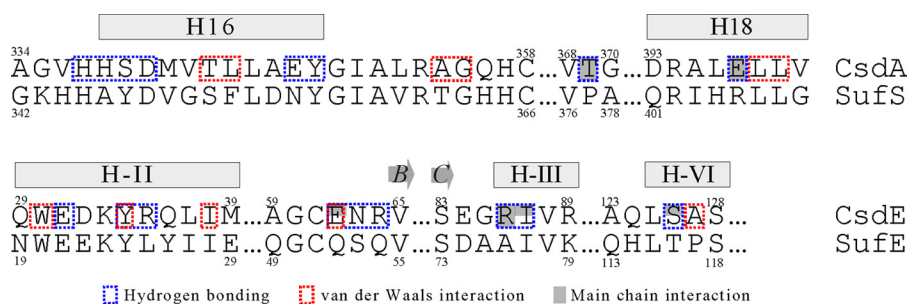 H16 H18
334 358 368 370 393
AGVHHSDMVTLLAEYGIALRAGQHC...VTG...DRALELLV CsdA
GKHHAYDVGSFLDNYGIAVRTGHHC...VPA...QRIHRLLG SufS
342 366 376 378 401
H-II B C H-III H-VI
29 39 59 65 83 89 123 128
QWEDKYRQLIM...AGCENRV...SEGRIVR...AQLSAS... CsdE
NWEEKYLYIIE...QGCQSQV...SDAAIVK...QHLTPS... SufE
19 29 49 55 73 79 113 118
Hydrogen bonding van der Waals interaction Main chain interaction